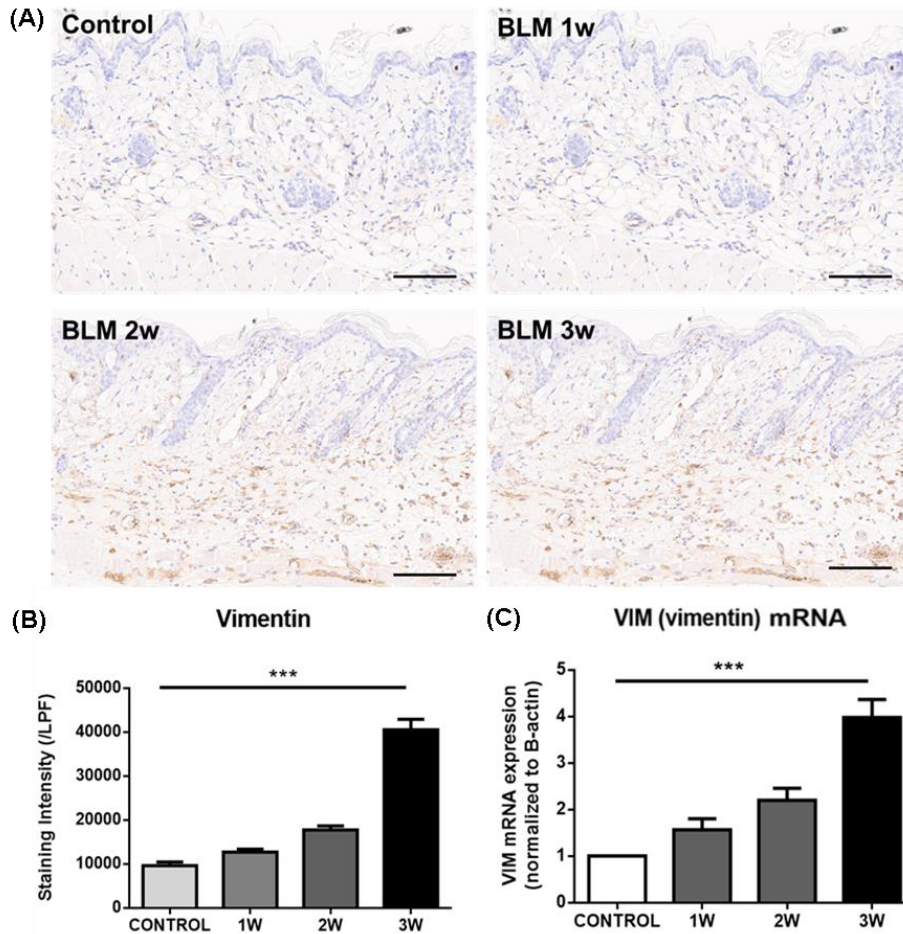 (A)
Control
BLM 1w
BLM 2w
BLM 3w
(B)
Vimentin
***
Staining Intensity (/LPF)
50000
40000
30000
20000
10000
0
CONTROL 1W 2W 3W
(C)
VIM (vimentin) mRNA
***
VIM mRNA expression
(normalized to B-actin)
5
4
3
2
1
0
CONTROL 1W 2W 3W